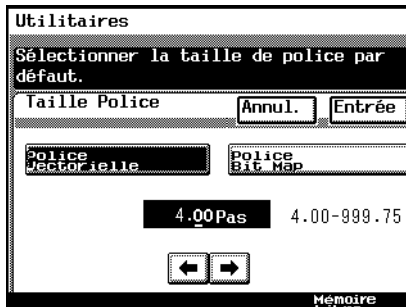 Utilitaires
Sélectionner la taille de police par
défaut.
Taille Police
Annul.
Entrée
Police
Vectorielle
Police
Bit Map
4.00Pas
4.00-999.75
Mémoire